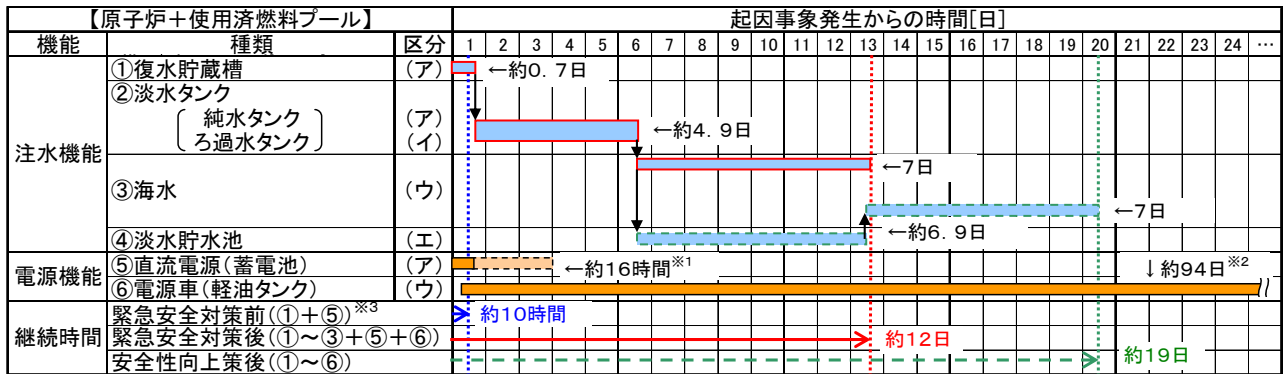 【原子炉＋使用済燃料プール】 起因事象発生からの時間[日]
機能 種類 区分 1 2 3 4 5 6 7 8 9 10 11 12 13 14 15 16 17 18 19 20 21 22 23 24 …
注水機能 ①復水貯蔵槽 (ア) ←約0．7日
②淡水タンク
純水タンク (ア) ←約4．9日
ろ過水タンク (イ)
←7日
③海水 (ウ)
←7日
④淡水貯水池 (エ) ←約6．9日
電源機能 ⑤直流電源(蓄電池) (ア) ←約16時間※1 ↓約94日※2
⑥電源車(軽油タンク) (ウ)
継続時間 緊急安全対策前(①＋⑤)※3 約10時間
緊急安全対策後(①～③＋⑤＋⑥) 約12日
安全性向上策後(①～⑥) 約19日